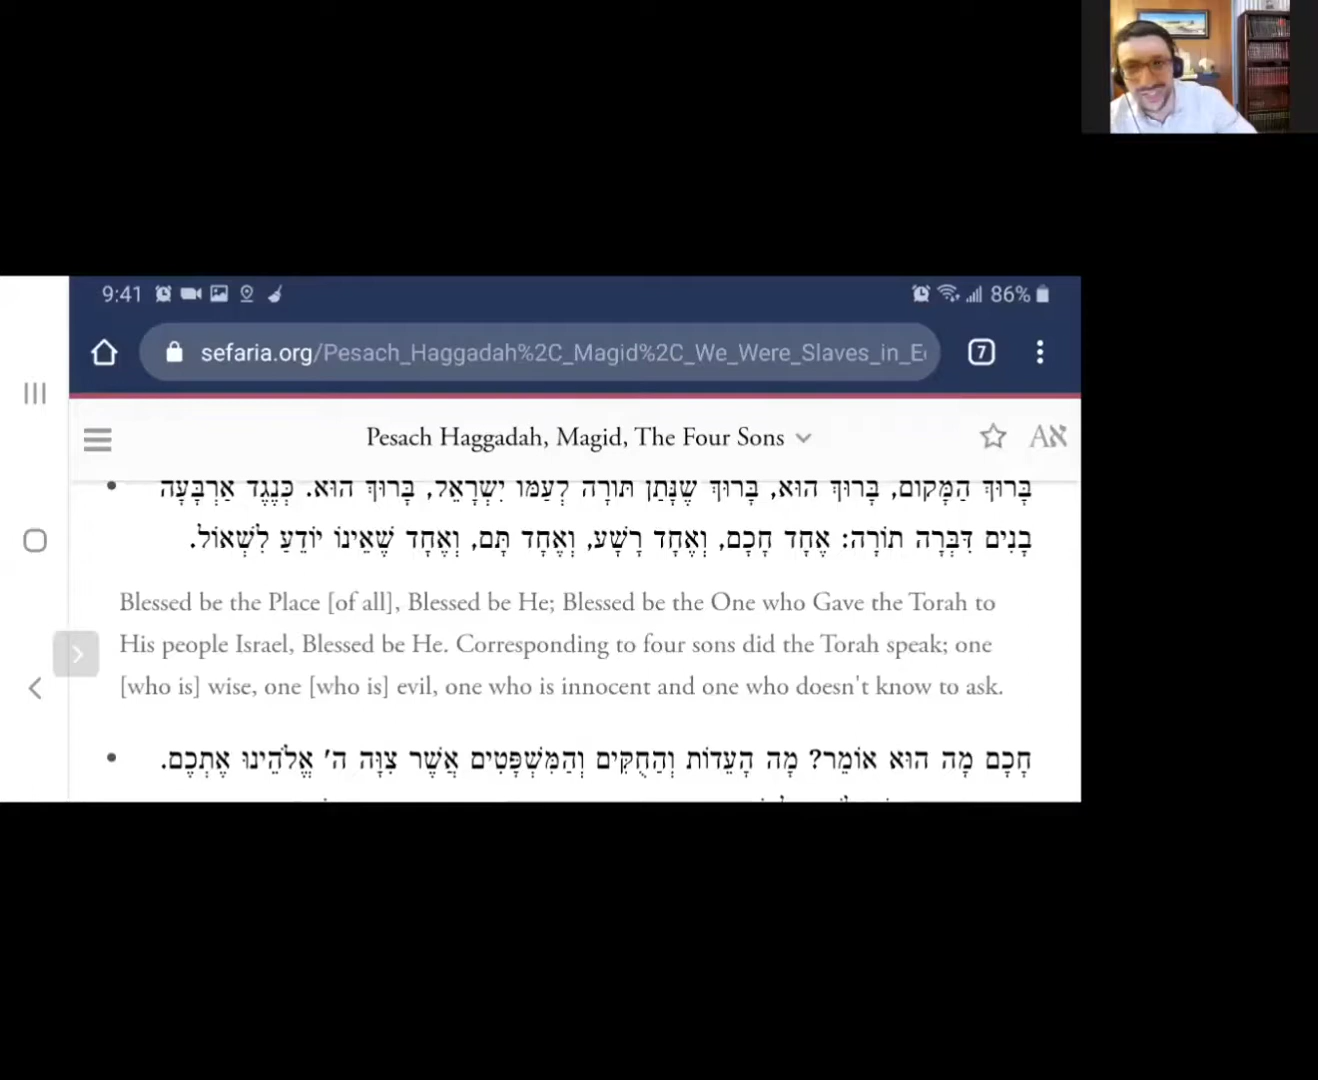 9:41
86%
sefaria.org/Pesach_Haggadah%2C_Magid%2C_We_Were_Slaves_in_E
7
Pesach Haggadah, Magid, The Four Sons
בָּרוּךְ הַמָּקוֹם, בָּרוּךְ הוּא, בָּרוּךְ שֶׁנָּתַן תּוֹרָה לְעַמּוֹ יִשְׂרָאֵל, בָּרוּךְ הוּא. כְּנֶגֶד אַרְבָּעָה
בָנִים דִּבְּרָה תוֹרָה: אֶחָד חָכָם, וְאֶחָד רָשָׁע, וְאֶחָד תָּם, וְאֶחָד שֶׁאֵינוֹ יוֹדֵעַ לִשְׁאוֹל.
Blessed be the Place [of all], Blessed be He; Blessed be the One who Gave the Torah to
His people Israel, Blessed be He. Corresponding to four sons did the Torah speak; one
[who is] wise, one [who is] evil, one who is innocent and one who doesn't know to ask.
חָכָם מָה הוּא אוֹמֵר? מָה הָעֵדוֹת וְהַחֻקִּים וְהַמִּשְׁפָּטִים אֲשֶׁר צִוָּה ה' אֱלֹהֵינוּ אֶתְכֶם.